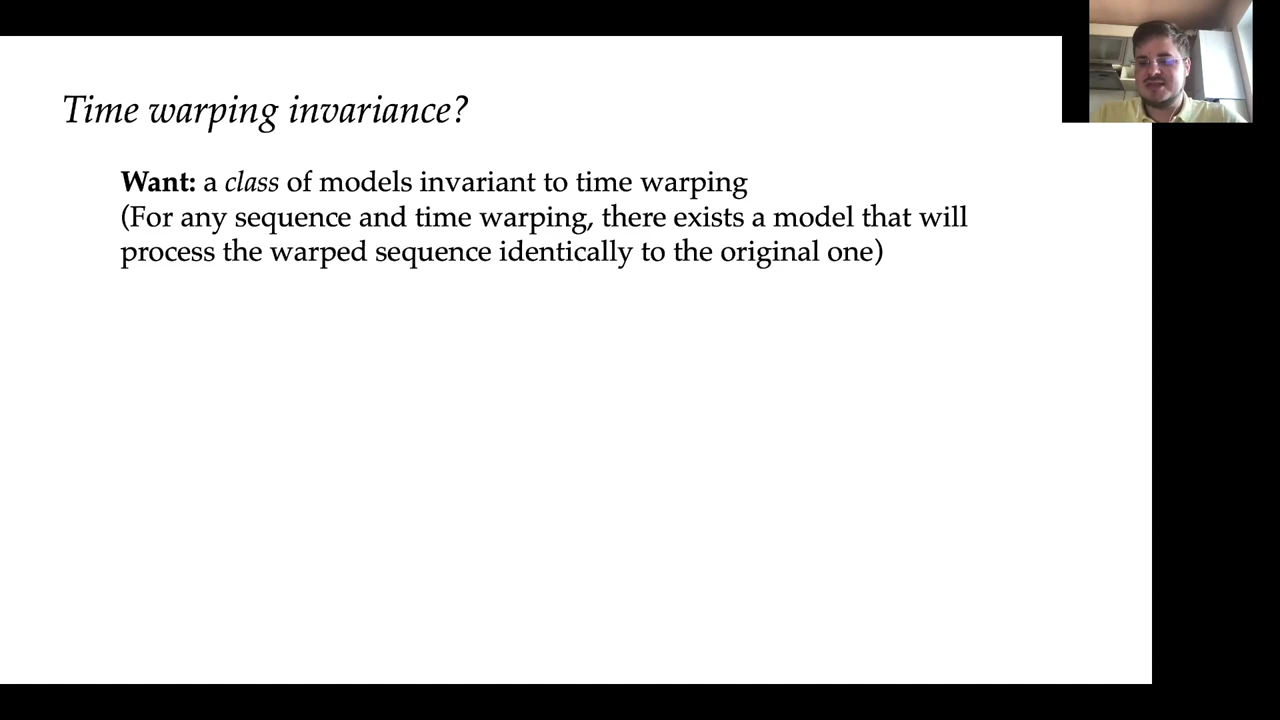 Time warping invariance?
Want: a class of models invariant to time warping
(For any sequence and time warping, there exists a model that will
process the warped sequence identically to the original one)